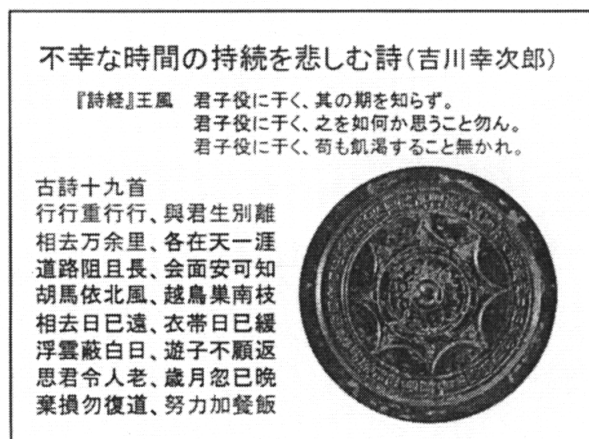 不幸な時間の持続を悲しむ詩(吉川幸次郎)
『詩経』王風 君子役に于く、其の期を知らず。
君子役に于く、之を如何か思うこと勿ん。
君子役に于く、苟も飢渇すること無かれ。
古詩十九首
行行重行行、與君生別離
相去万余里、各在天一涯
道路阻且長、会面安可知
胡馬依北風、越鳥巣南枝
相去日已遠、衣帯日已緩
浮雲蔽白日、遊子不顧返
思君令人老、歳月忽已晩
棄損勿復道、努力加餐飯